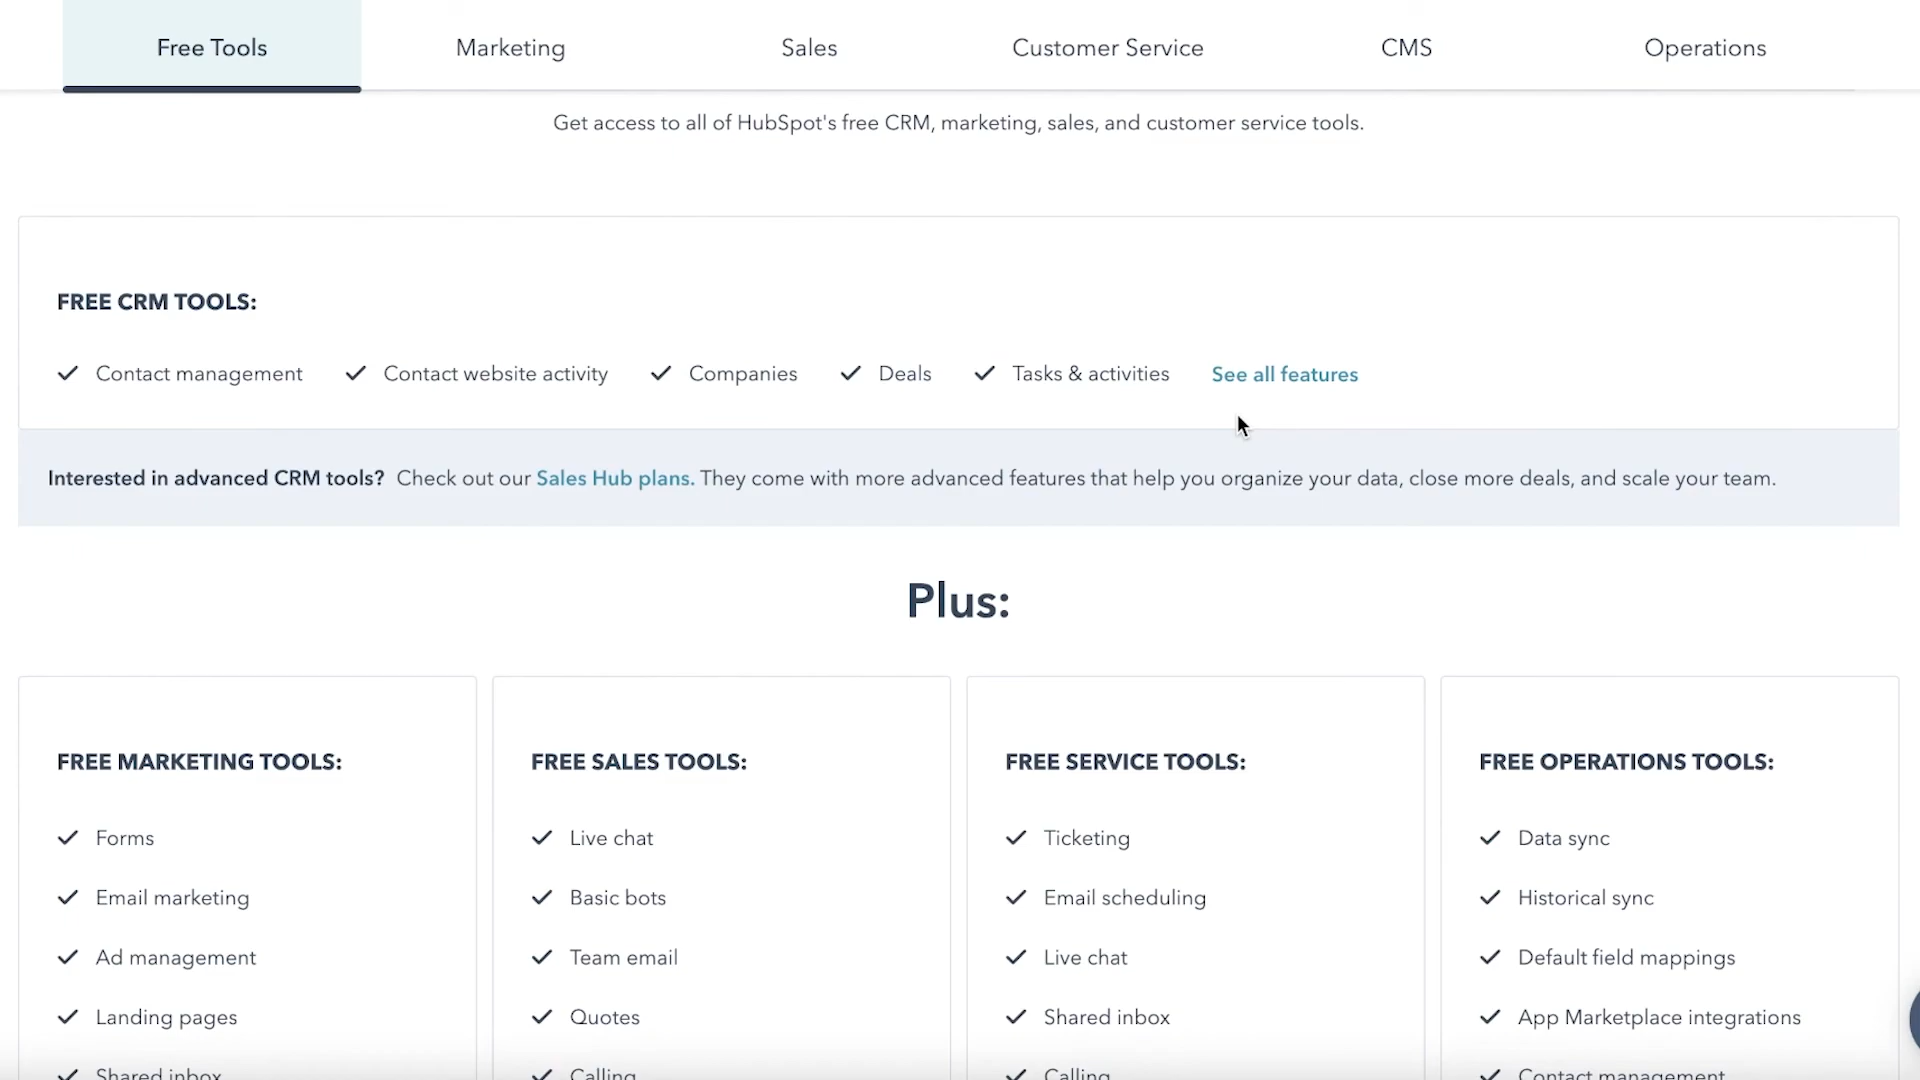 Free Tools
Marketing
Sales
Customer Service
CMS
Operations
Get access to all of HubSpot's free CRM, marketing, sales, and customer service tools.
FREE CRM TOOLS:
Contact management
Contact website activity
Companies
Deals
Tasks & activities
See all features
Interested in advanced CRM tools? Check out our Sales Hub plans. They come with more advanced features that help you organize your data, close more deals, and scale your team.
Plus:
FREE MARKETING TOOLS:
Forms
Email marketing
Ad management
Landing pages
Shared inbox
FREE SALES TOOLS:
Live chat
Basic bots
Team email
Quotes
Calling
FREE SERVICE TOOLS:
Ticketing
Email scheduling
Live chat
Shared inbox
Calling
FREE OPERATIONS TOOLS:
Data sync
Historical sync
Default field mappings
App Marketplace integrations
Contact management